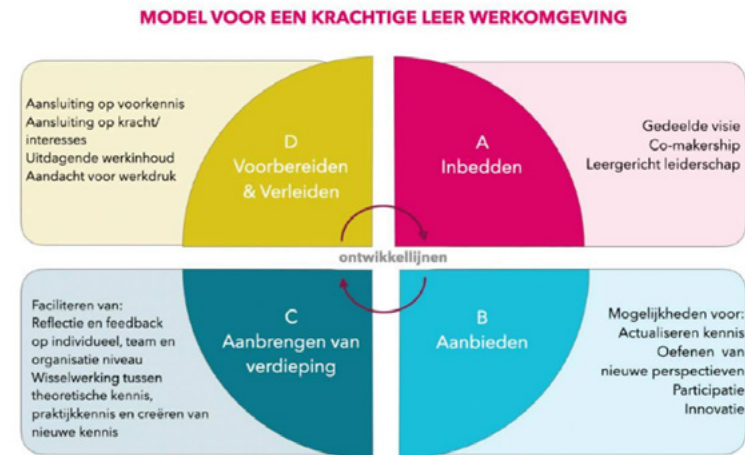 MODEL VOOR EEN KRACHTIGE LEER WERKOMGEVING
Aansluiting op voorkennis
Aansluiting op kracht/
interesses
Uitdagende werkinhoud
Aandacht voor werkdruk
D
Voorbereiden
& Verleiden
A
Inbedden
Gedeelde visie
Co-makership
Leergericht leiderschap
ontwikkellijnen
Faciliteren van:
Reflectie en feedback
op individueel, team en
organisatie niveau
Wisselwerking tussen
theoretische kennis,
praktijkkennis en creëren van
nieuwe kennis
C
Aanbrengen van
verdieping
B
Aanbieden
Mogelijkheden voor:
Actualiseren kennis
Oefenen van
nieuwe perspectieven
Participatie
Innovatie